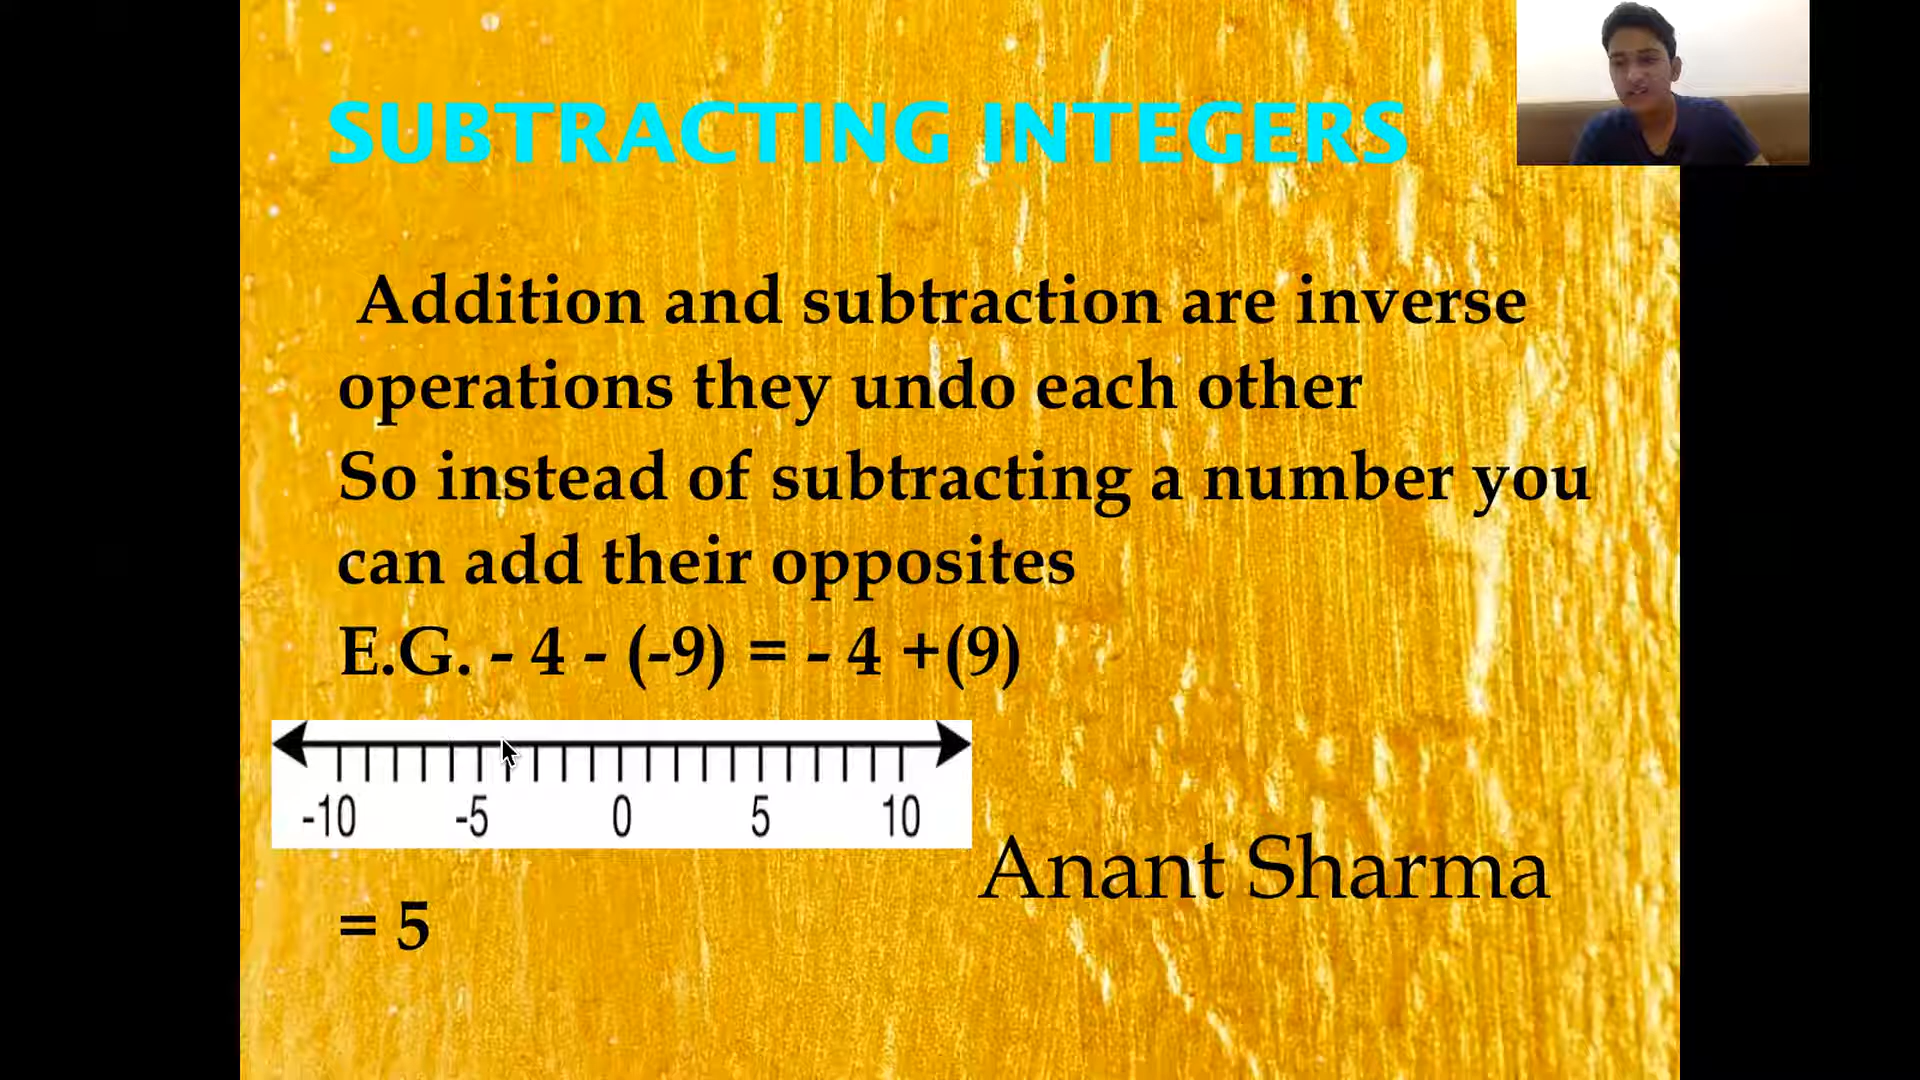 SUBTRACTING INTEGERS
Addition and subtraction are inverse
operations they undo each other
So instead of subtracting a number you
can add their opposites
E.G. - 4 - (-9) = - 4 +(9)
-10 -5 0 5 10
Anant Sharma
= 5